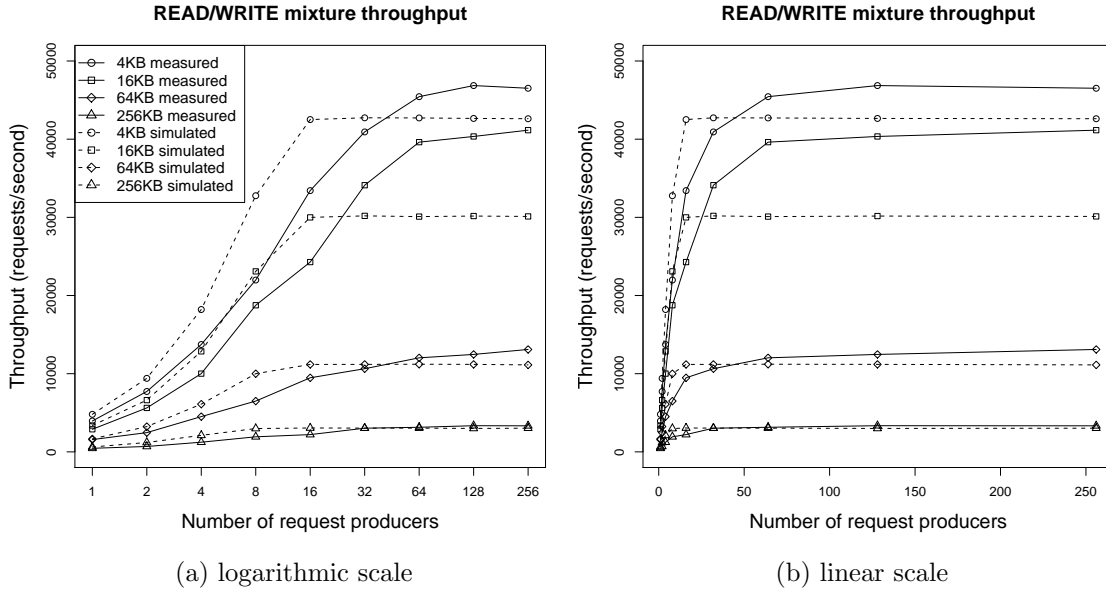 READ/WRITE mixture throughput
Throughput (requests/second)
50000
40000
30000
20000
10000
0
4KB measured
16KB measured
64KB measured
256KB measured
4KB simulated
16KB simulated
64KB simulated
256KB simulated
1 2 4 8 16 32 64 128 256
Number of request producers
(a) logarithmic scale
READ/WRITE mixture throughput
Throughput (requests/second)
50000
40000
30000
20000
10000
0
0 50 100 150 200 250
Number of request producers
(b) linear scale